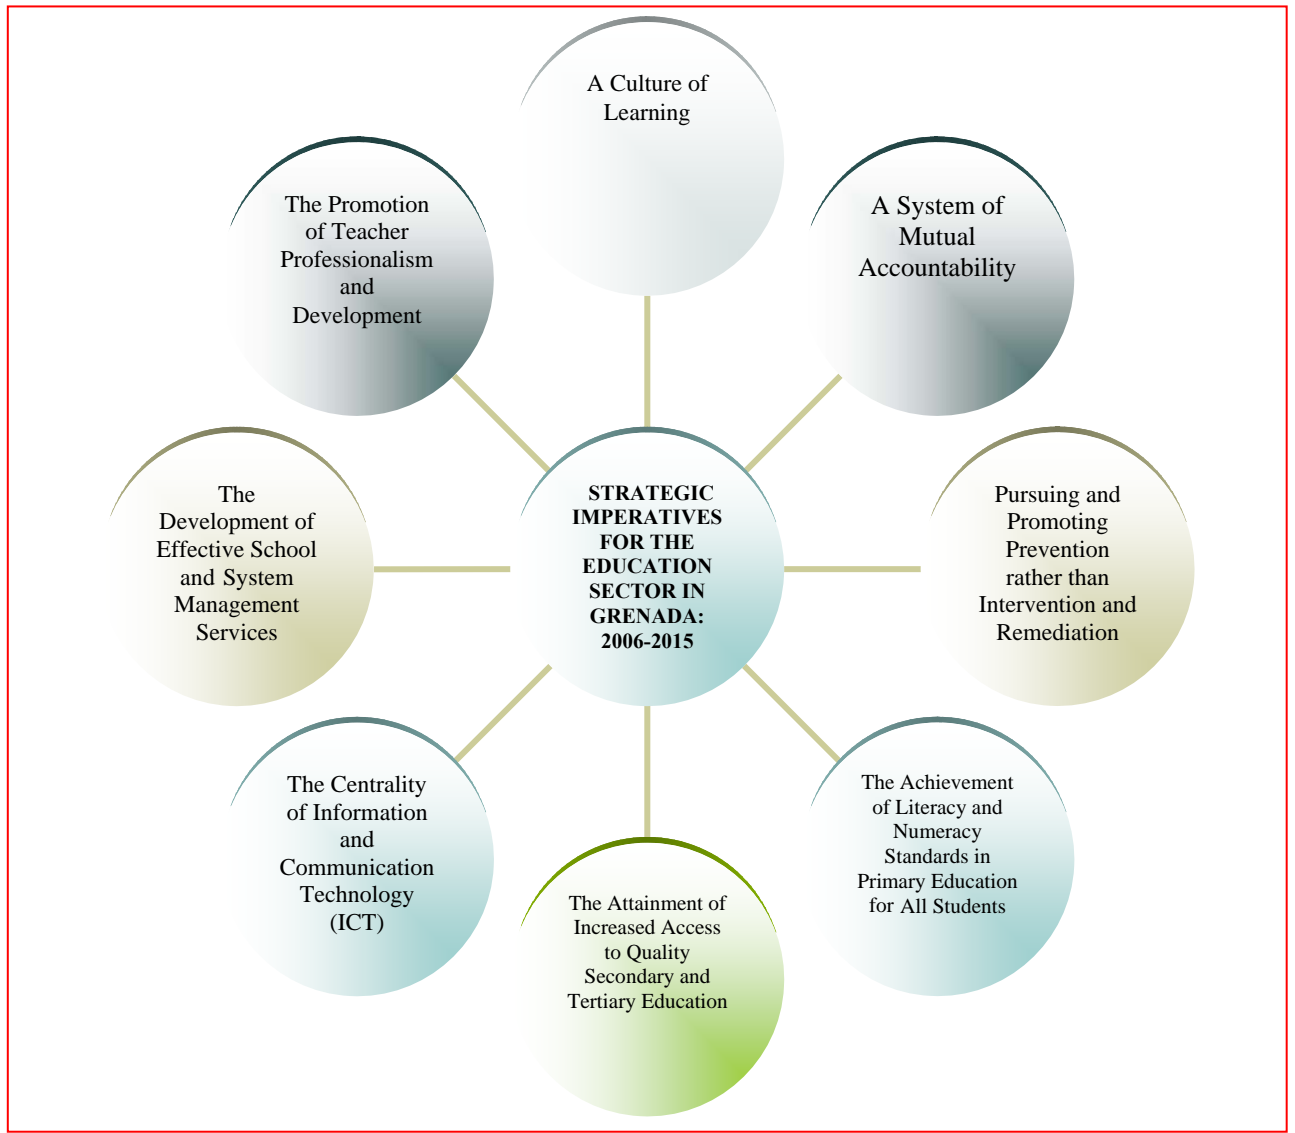 A Culture of
Learning
A System of
Mutual
Accountability
Pursuing and
Promoting
Prevention
rather than
Intervention and
Remediation
The Achievement
of Literacy and
Numeracy
Standards in
Primary Education
for All Students
The Attainment of
Increased Access
to Quality
Secondary and
Tertiary Education
The Centrality
of Information
and
Communication
Technology
(ICT)
The
Development of
Effective School
and System
Management
Services
The Promotion
of Teacher
Professionalism
and
Development
STRATEGIC
IMPERATIVES
FOR THE
EDUCATION
SECTOR IN
GRENADA:
2006-2015